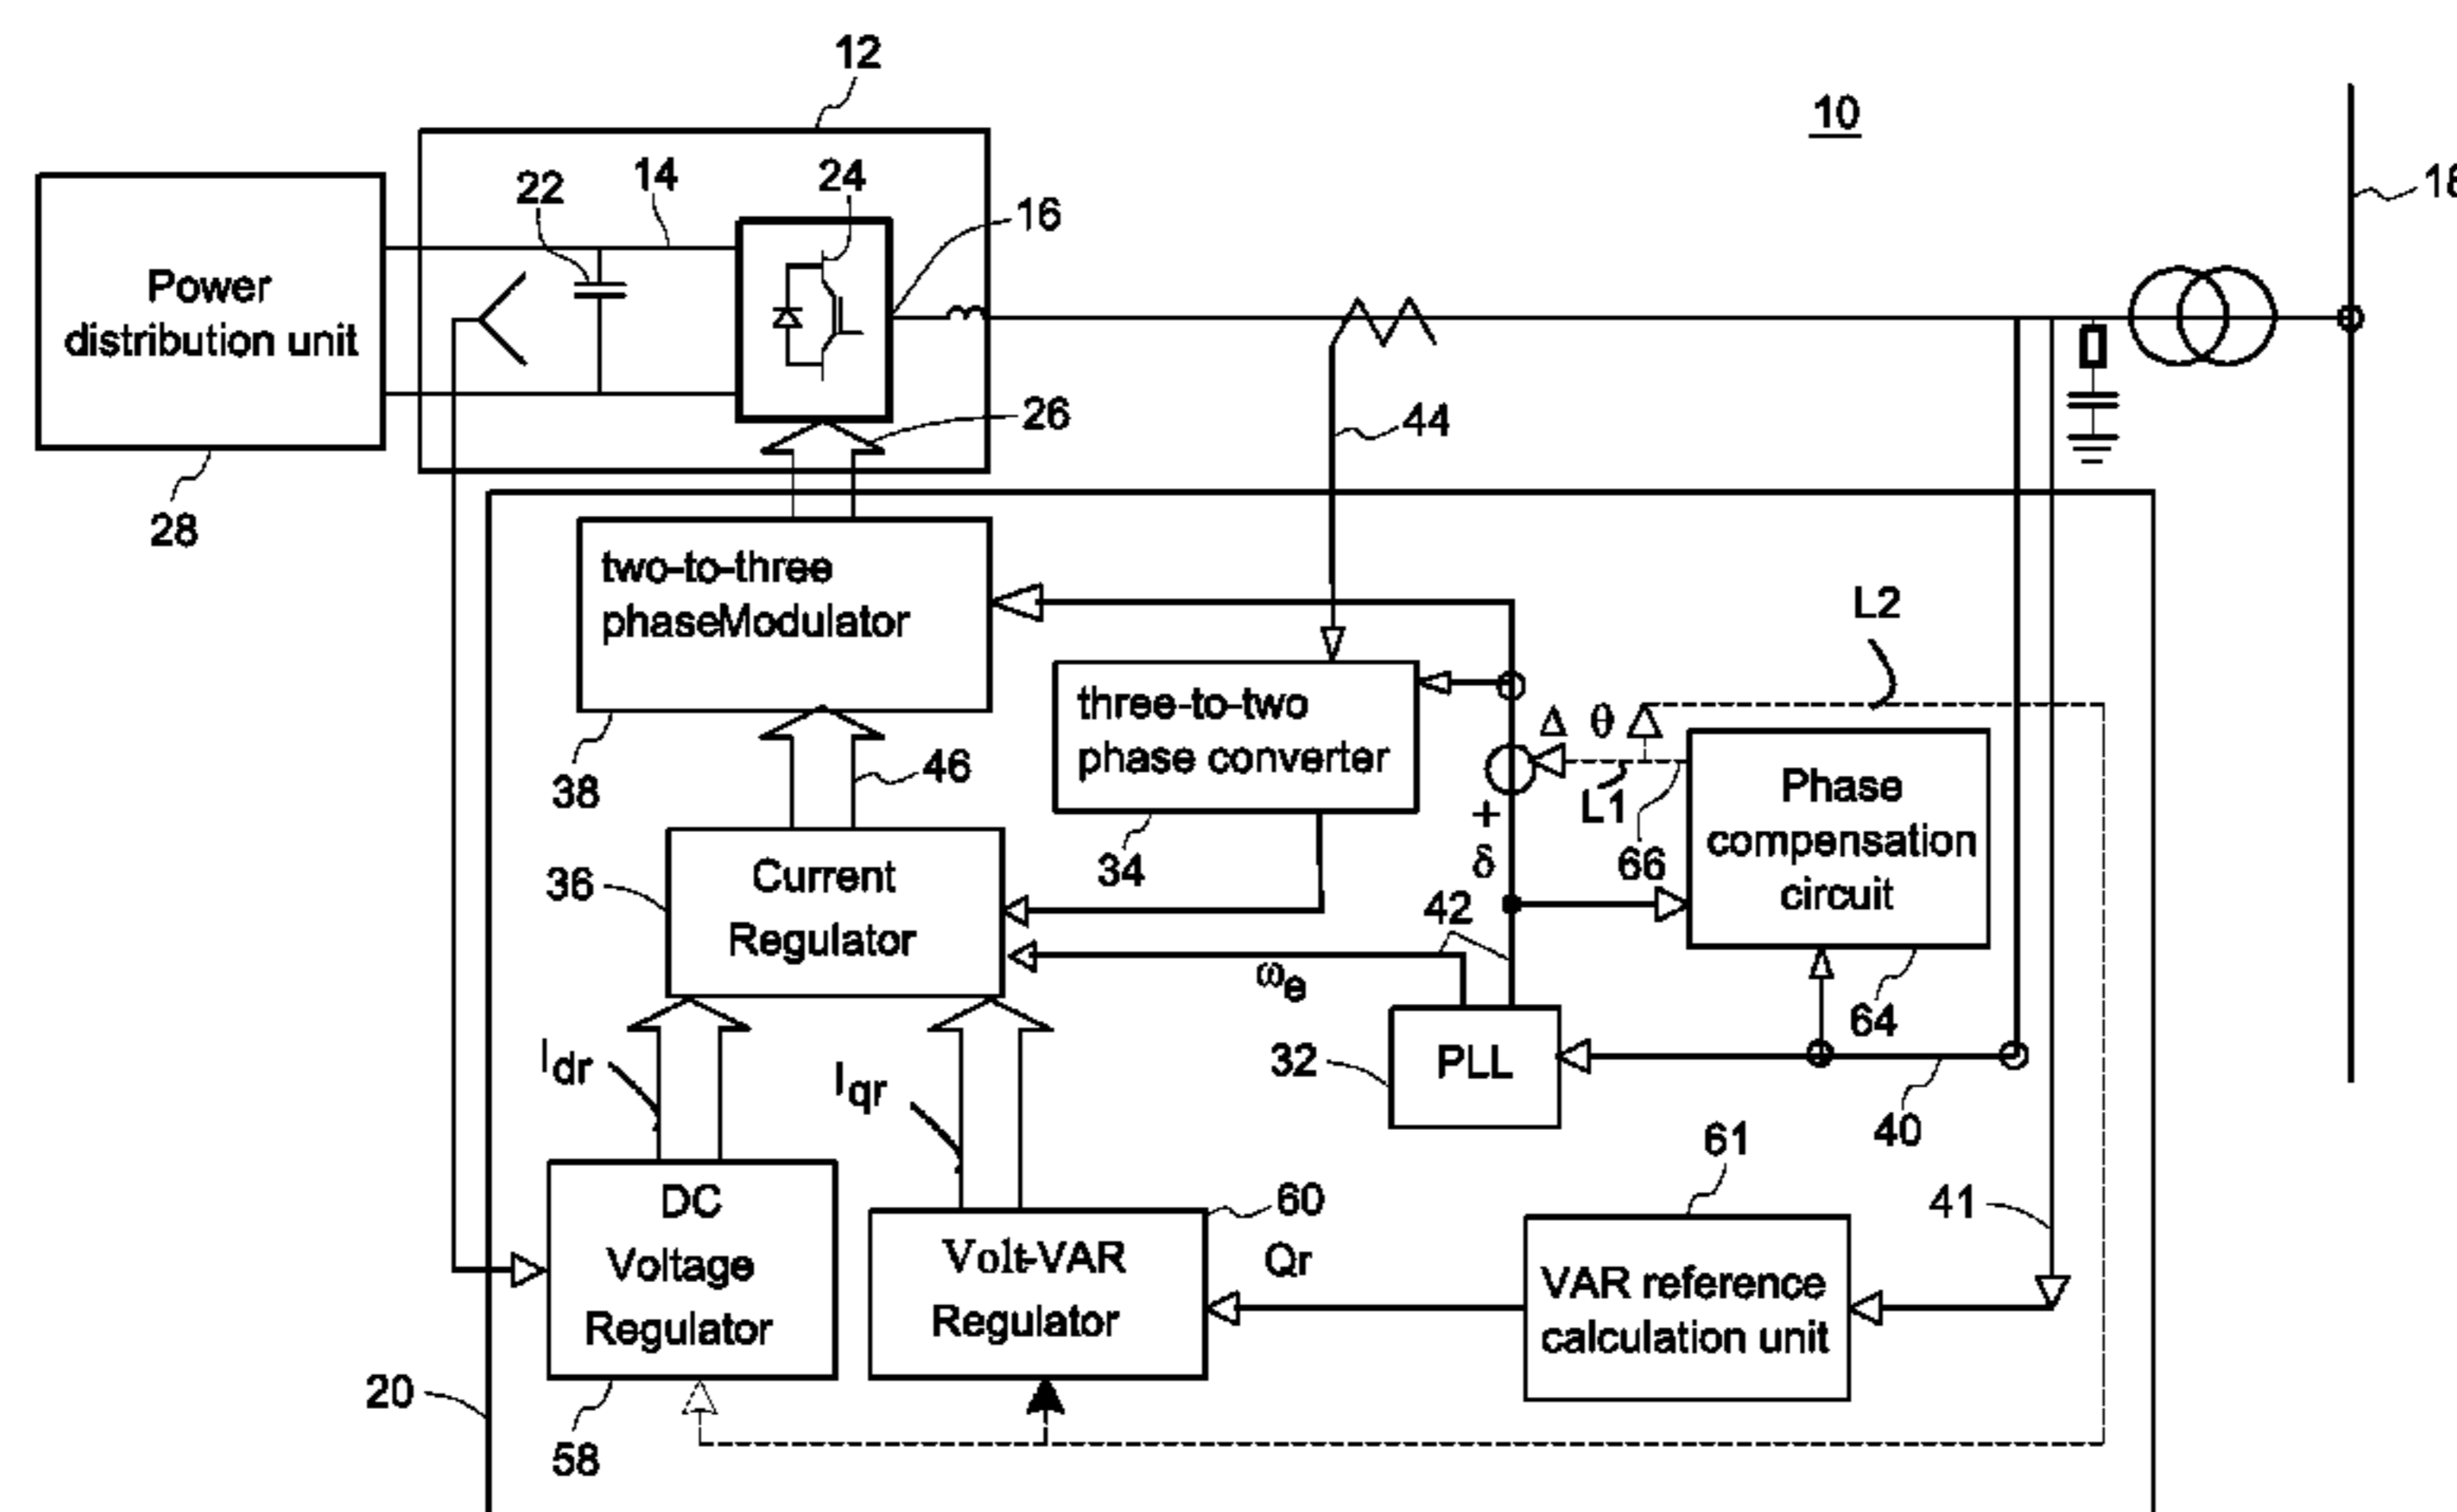 12
10
22
14
24
16
18
Power
distribution unit
26
44
28
two-to-three
phaseModulator
L2
three-to-two
phase converter
Δ θ
38
46
L1
Phase
compensation
circuit
+
δ
66
34
36
Current
Regulator
42
ωe
64
32
PLL
Idr
Iqr
40
61
41
60
DC
Voltage
Regulator
Volt-VAR
Regulator
Qr
VAR reference
calculation unit
20
58